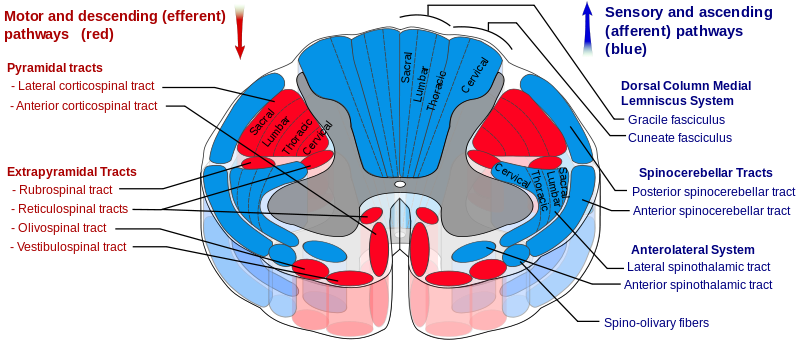 Motor and descending (efferent)
pathways (red)
Pyramidal tracts
- Lateral corticospinal tract
- Anterior corticospinal tract
Extrapyramidal Tracts
- Rubrospinal tract
- Reticulospinal tracts
- Olivospinal tract
- Vestibulospinal tract
Sacral
Lumbar
Thoracic
Cervical
Sacral
Lumbar
Thoracic
Cervical
Cervical
Thoracic
Lumbar
Sacral
Sensory and ascending
(afferent) pathways
(blue)
Dorsal Column Medial
Lemniscus System
Gracile fasciculus
Cuneate fasciculus
Spinocerebellar Tracts
Posterior spinocerebellar tract
Anterior spinocerebellar tract
Anterolateral System
Lateral spinothalamic tract
Anterior spinothalamic tract
Spino-olivary fibers